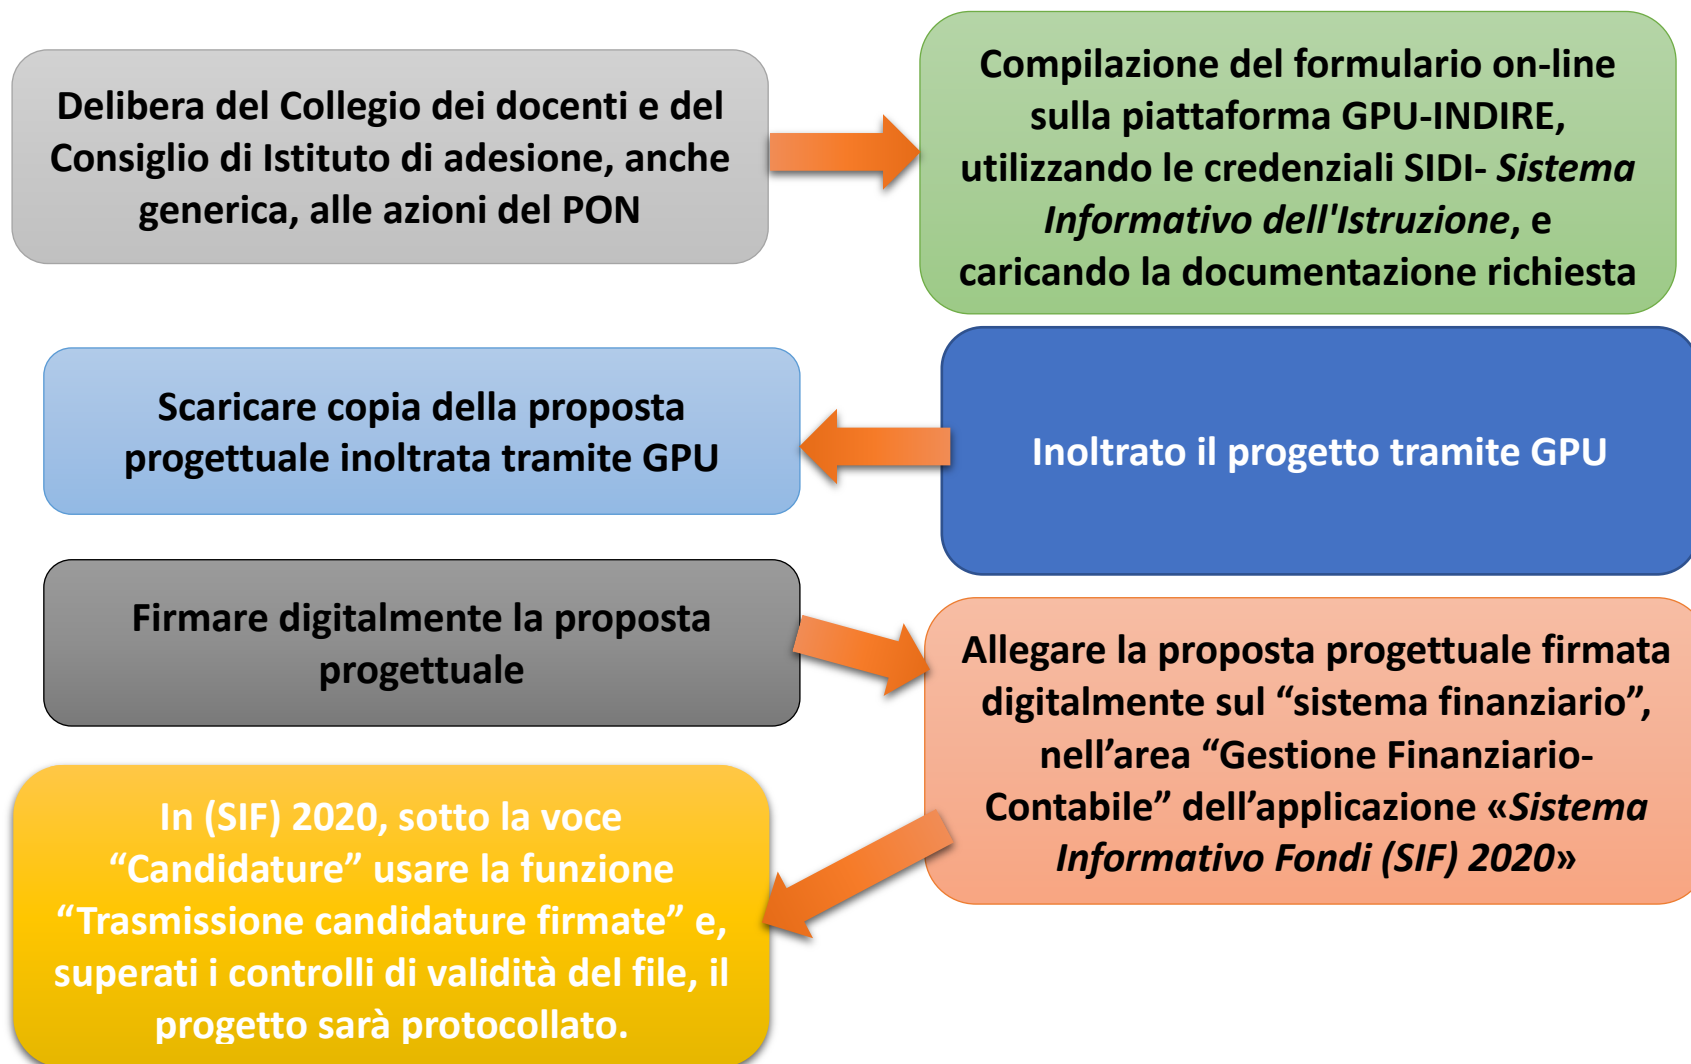 Delibera del Collegio dei docenti e del
Consiglio di Istituto di adesione, anche
generica, alle azioni del PON
Compilazione del formulario on-line
sulla piattaforma GPU-INDIRE,
utilizzando le credenziali SIDI- Sistema
Informativo dell'Istruzione, e
caricando la documentazione richiesta
Inoltrato il progetto tramite GPU
Scaricare copia della proposta
progettuale inoltrata tramite GPU
Firmare digitalmente la proposta
progettuale
Allegare la proposta progettuale firmata
digitalmente sul “sistema finanziario”,
nell’area “Gestione Finanziario-
Contabile” dell’applicazione «Sistema
Informativo Fondi (SIF) 2020»
In (SIF) 2020, sotto la voce
“Candidature” usare la funzione
“Trasmissione candidature firmate” e,
superati i controlli di validità del file, il
progetto sarà protocollato.